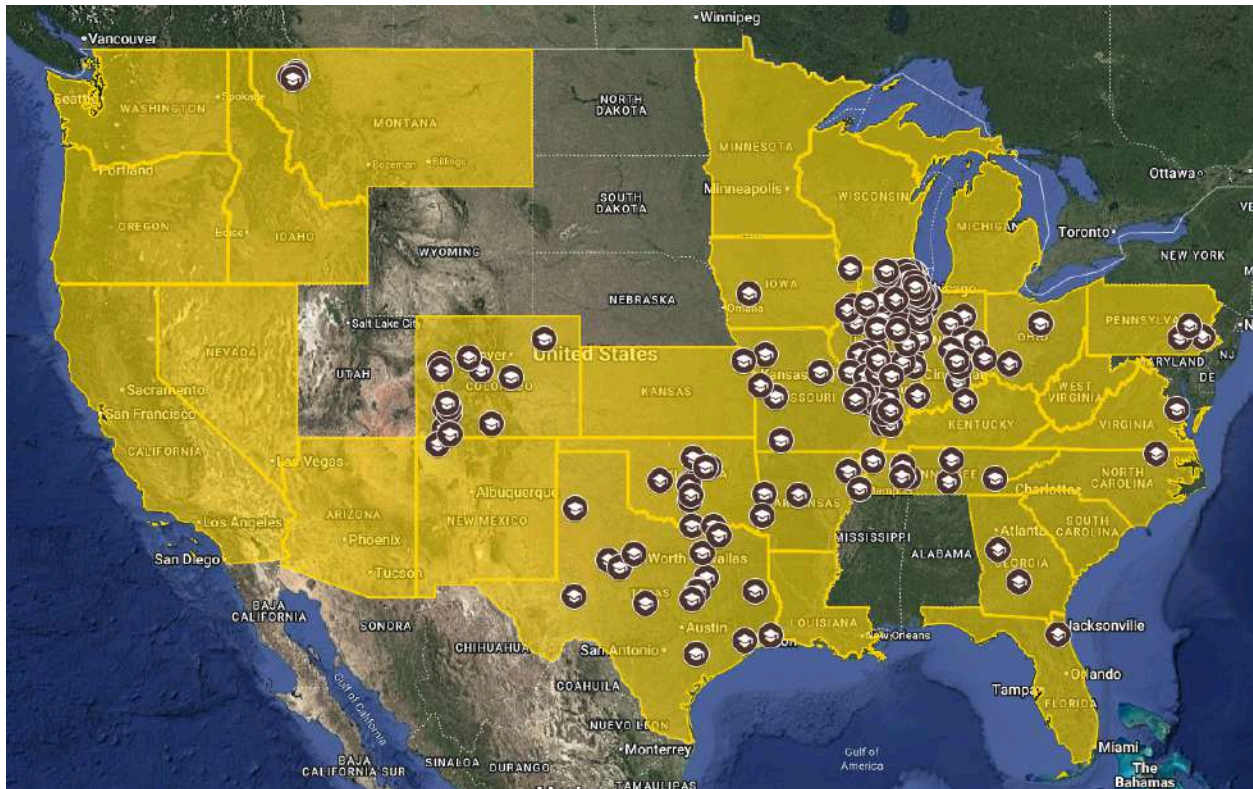 Winnipeg
Vancouver
Seattle
WASHINGTON
Spokane
NORTH
DAKOTA
MONTANA
Bozeman
Billings
Portland
OREGON
Boise
IDAHO
MINNESOTA
Minneapolis
WISCONSIN
MICHIGAN
Ottawa
Toronto
NEW YORK
SOUTH
DAKOTA
WYOMING
NEBRASKA
IOWA
Omaha
Chicago
Salt Lake City
NEVADA
UTAH
United States
COLORADO
KANSAS
Kansas
OHIO
PENNSYLVA
MARYLAND
NJ
DE
WEST
VIRGINIA
VIRGINIA
KENTUCKY
Sacramento
San Francisco
CALIFORNIA
Las Vegas
Los Angeles
San Diego
ARIZONA
Phoenix
Tucson
Albuquerque
NEW MEXICO
NORTH
CAROLINA
Charlotte
SOUTH
CAROLINA
Atlanta
GEORGIA
MISSISSIPPI
ALABAMA
LOUISIANA
New Orleans
Worth
Dallas
Austin
San Antonio
Jacksonville
Orlando
Tampa
FLORIDA
Miami
The
Bahamas
BAJA
CALIFORNIA
SONORA
CHIHUAHUA
COAHUILA
NUEVO LEON
Monterrey
TAMAULIPAS
Gulf of California
BAJA
CALIFORNIA SUR
SINALOA
DURANGO
Gulf of
America